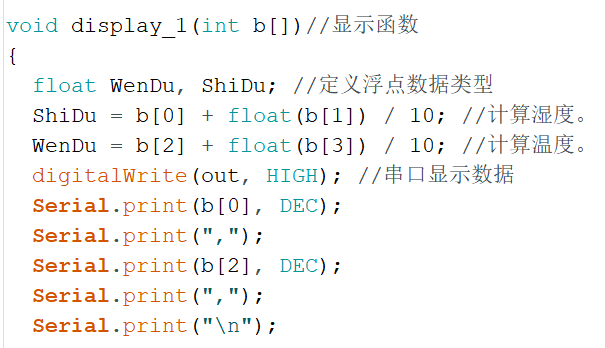 void display_1(int b[])//显示函数
{
  float WenDu, ShiDu; //定义浮点数据类型
  ShiDu = b[0] + float(b[1]) / 10; //计算湿度。
  WenDu = b[2] + float(b[3]) / 10; //计算温度。
  digitalWrite(out, HIGH); //串口显示数据
  Serial.print(b[0], DEC);
  Serial.print(",");
  Serial.print(b[2], DEC);
  Serial.print(",");
  Serial.print("\n");